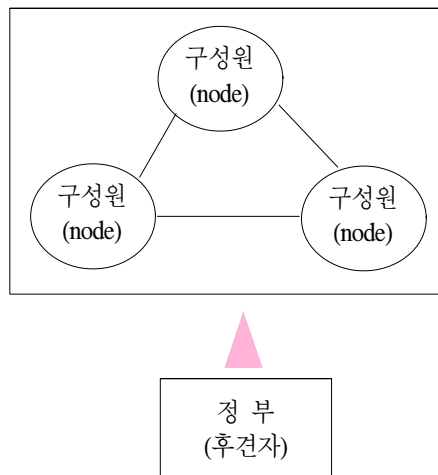 구성원
(node)
구성원
(node)
구성원
(node)
정 부
(후견자)